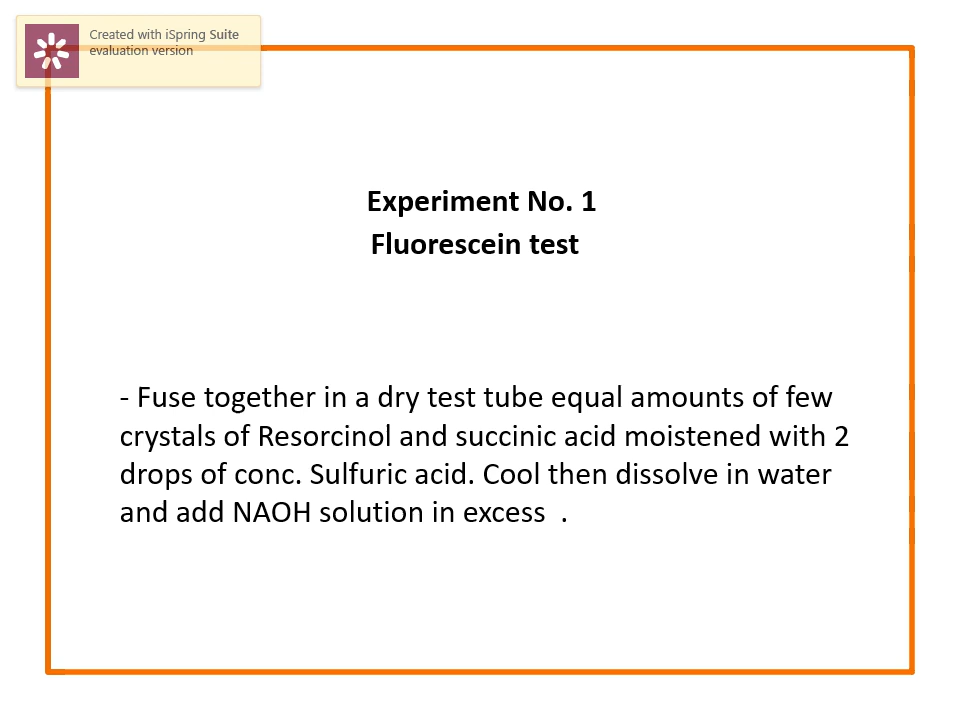 Created with iSpring Suite
evaluation version
Experiment No. 1
Fluorescein test
- Fuse together in a dry test tube equal amounts of few
crystals of Resorcinol and succinic acid moistened with 2
drops of conc. Sulfuric acid. Cool then dissolve in water
and add NAOH solution in excess  .